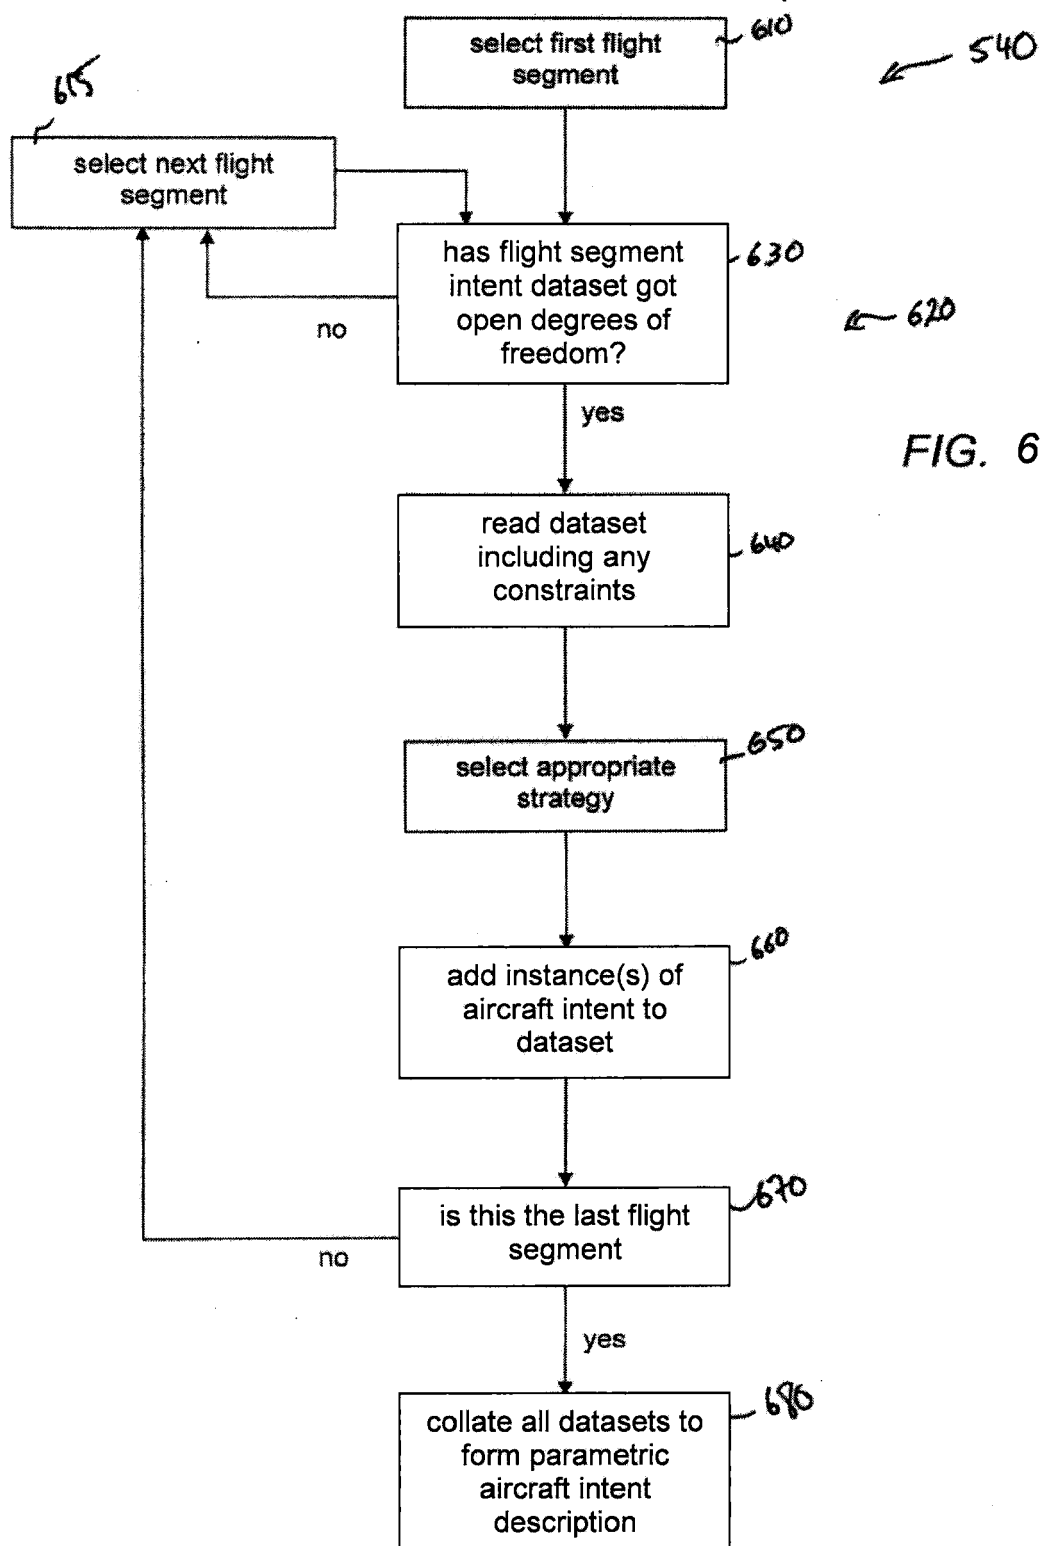 select first flight
segment
610
540
615
select next flight
segment
has flight segment
intent dataset got
open degrees of
freedom?
630
620
no
yes
FIG. 6
read dataset
including any
constraints
640
select appropriate
strategy
650
add instance(s) of
aircraft intent to
dataset
660
is this the last flight
segment
670
no
yes
collate all datasets to
form parametric
aircraft intent
description
680